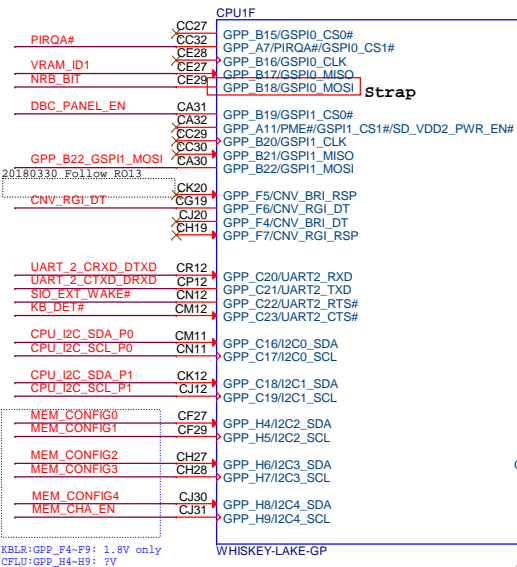 CPU1F
CC27 GPP_B15/GSPI0_CS0#
PIRQA# CC32 GPP_A7/PIRQA#/GSPI0_CS1#
CE28 GPP_B16/GSPI0_CLK
VRAM_ID1 CE27 GPP_B17/GSPI0_MISO
NRB_BIT CE29 GPP_B18/GSPI0_MOSI Strap
DBC_PANEL_EN CA31 GPP_B19/GSPI1_CS0#
CA32 GPP_A11/PME#/GSPI1_CS1#/SD_VDD2_PWR_EN#
CC29 GPP_B20/GSPI1_CLK
CC30 GPP_B21/GSPI1_MISO
GPP_B22_GSPI1_MOSI CA30 GPP_B22/GSPI1_MOSI
20180330 Follow RO13
CK20 GPP_F5/CNV_BRI_RSP
CNV_RGI_DT CG19 GPP_F6/CNV_RGI_DT
CJ20 GPP_F4/CNV_BRI_DT
CH19 GPP_F7/CNV_RGI_RSP
UART_2_CRXD_DTXD CR12 GPP_C20/UART2_RXD
UART_2_CTXD_DRXD CP12 GPP_C21/UART2_TXD
SIO_EXT_WAKE# CN12 GPP_C22/UART2_RTS#
KB_DET# CM12 GPP_C23/UART2_CTS#
CPU_I2C_SDA_P0 CM11 GPP_C16/I2C0_SDA
CPU_I2C_SCL_P0 CN11 GPP_C17/I2C0_SCL
CPU_I2C_SDA_P1 CK12 GPP_C18/I2C1_SDA
CPU_I2C_SCL_P1 CJ12 GPP_C19/I2C1_SCL
MEM_CONFIG0 CF27 GPP_H4/I2C2_SDA
MEM_CONFIG1 CF29 GPP_H5/I2C2_SCL
MEM_CONFIG2 CH27 GPP_H6/I2C3_SDA
MEM_CONFIG3 CH28 GPP_H7/I2C3_SCL
MEM_CONFIG4 CJ30 GPP_H8/I2C4_SDA
MEM_CHA_EN CJ31 GPP_H9/I2C4_SCL
KBLR:GPP_F4~F9: 1.8V only
CFLU:GPP_H4~H9: ?V
WHISKEY-LAKE-GP